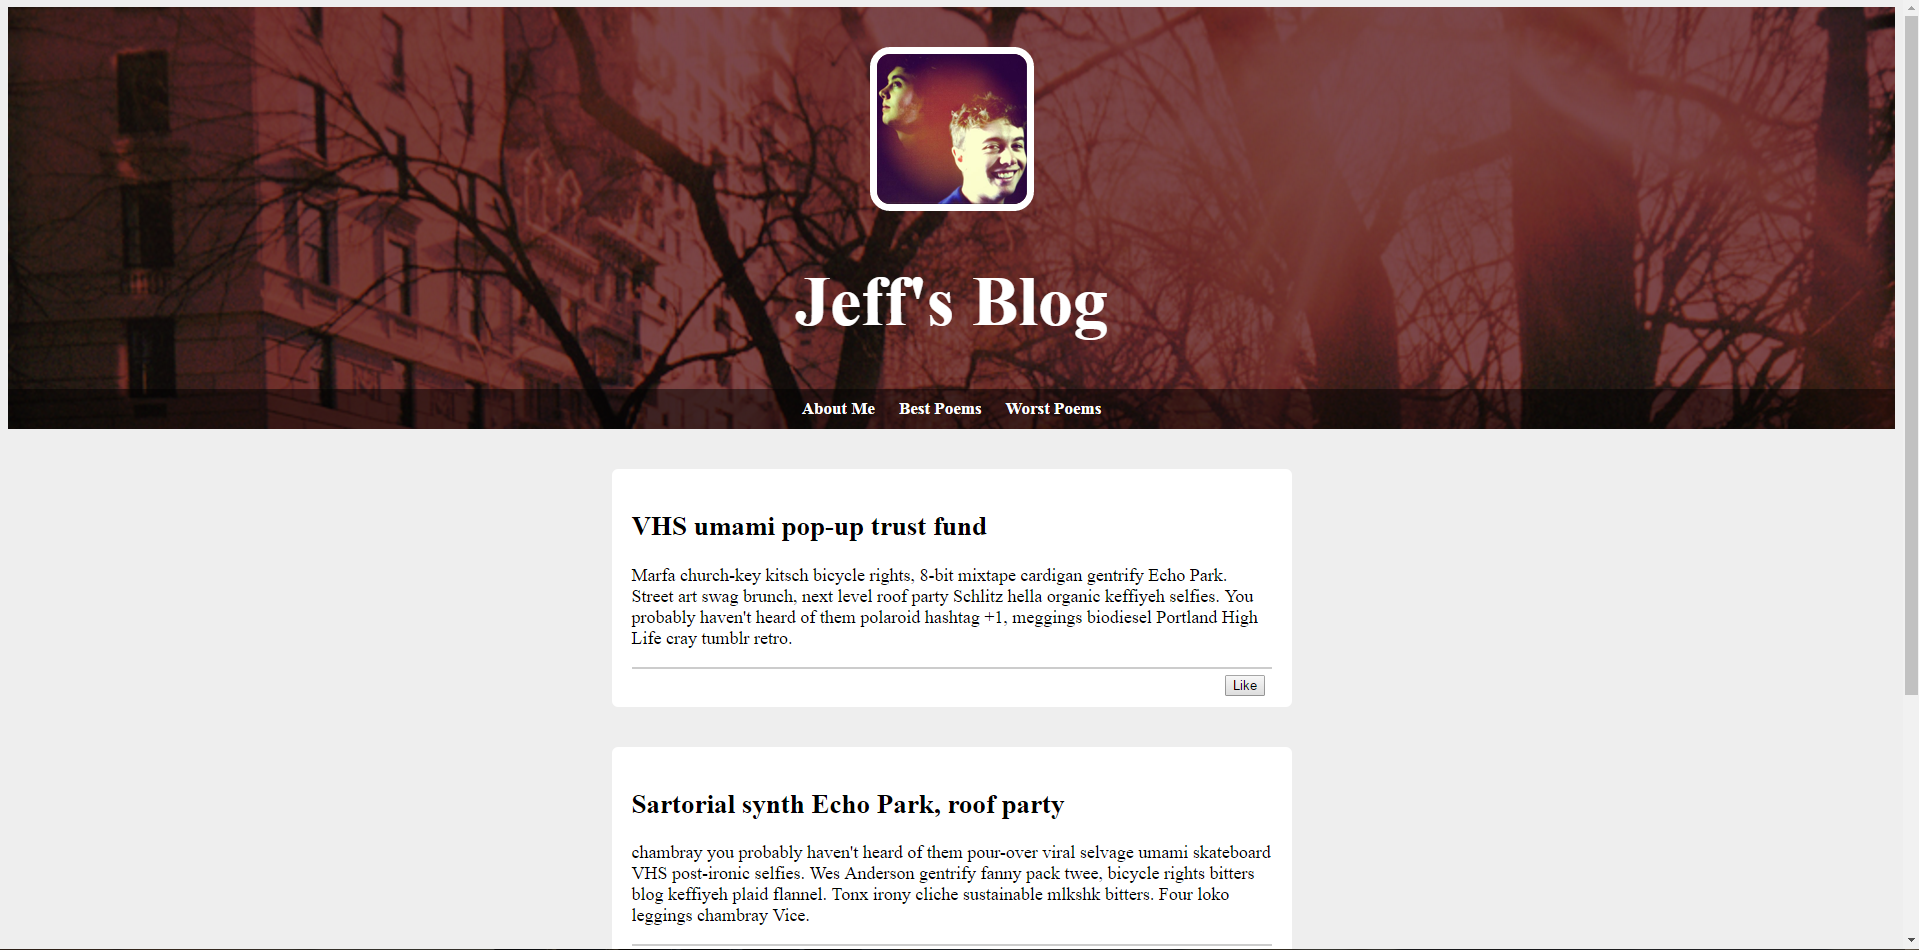 Jeff's Blog
About Me Best Poems Worst Poems
VHS umami pop-up trust fund
Marfa church-key kitsch bicycle rights, 8-bit mixtape cardigan gentrify Echo Park.
Street art swag brunch, next level roof party Schlitz hella organic keffiyeh selfies. You
probably haven't heard of them polaroid hashtag +1, meggings biodiesel Portland High
Life cray tumblr retro.
Like
Sartorial synth Echo Park, roof party
chambray you probably haven't heard of them pour-over viral selvage umami skateboard
VHS post-ironic selfies. Wes Anderson gentrify fanny pack twee, bicycle rights bitters
blog keffiyeh plaid flannel. Tonx irony cliche sustainable mlkshk bitters. Four loko
leggings chambray Vice.